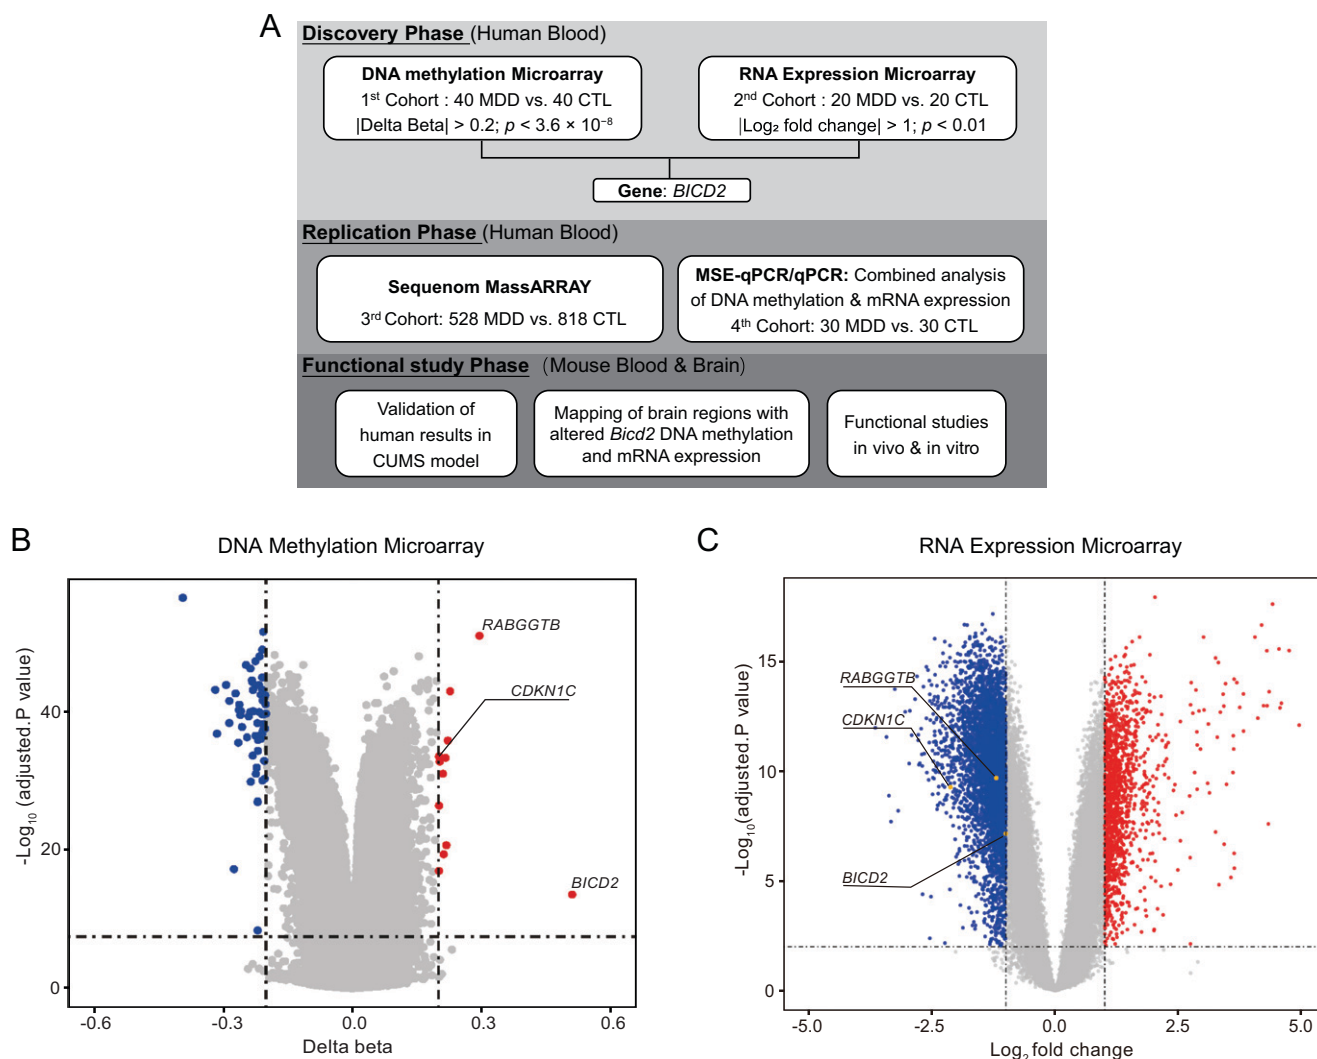 A
Discovery Phase (Human Blood)
DNA methylation Microarray
1st Cohort : 40 MDD vs. 40 CTL
|Delta Beta| > 0.2; p < 3.6 × 10⁻⁸
RNA Expression Microarray
2nd Cohort : 20 MDD vs. 20 CTL
|Log₂ fold change| > 1; p < 0.01
Gene: BICD2
Replication Phase (Human Blood)
Sequenom MassARRAY
3rd Cohort: 528 MDD vs. 818 CTL
MSE-qPCR/qPCR: Combined analysis
of DNA methylation & mRNA expression
4th Cohort: 30 MDD vs. 30 CTL
Functional study Phase (Mouse Blood & Brain)
Validation of
human results in
CUMS model
Mapping of brain regions with
altered Bicd2 DNA methylation
and mRNA expression
Functional studies
in vivo & in vitro
B
DNA Methylation Microarray
-Log₁₀ (adjusted.P value)
40
20
0
RABGGTB
CDKN1C
BICD2
-0.6
-0.3
0.0
0.3
0.6
Delta beta
C
RNA Expression Microarray
-Log₁₀(adjusted.P value)
15
10
5
0
RABGGTB
CDKN1C
BICD2
-5.0
-2.5
0.0
2.5
5.0
Log₂ fold change